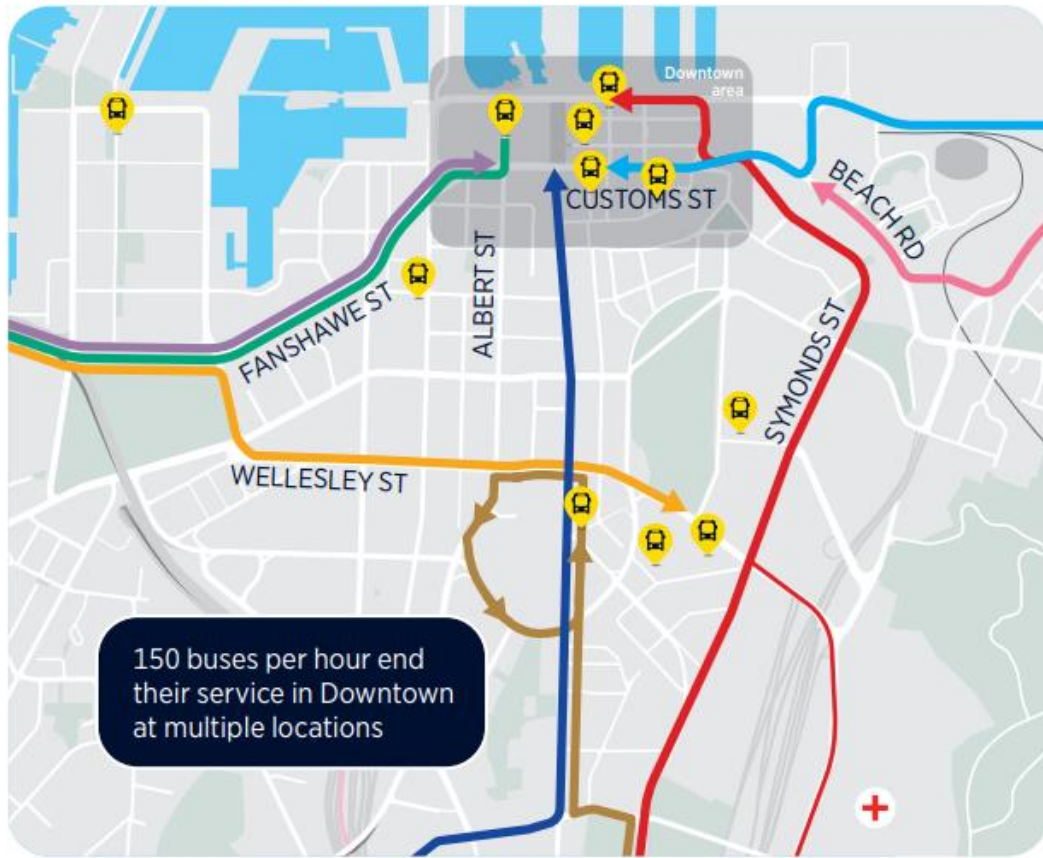 Downtown
area
CUSTOMS ST
BEACH RD
FANSHAWE ST
ALBERT ST
SYMONDS ST
WELLESLEY ST
150 buses per hour end
their service in Downtown
at multiple locations